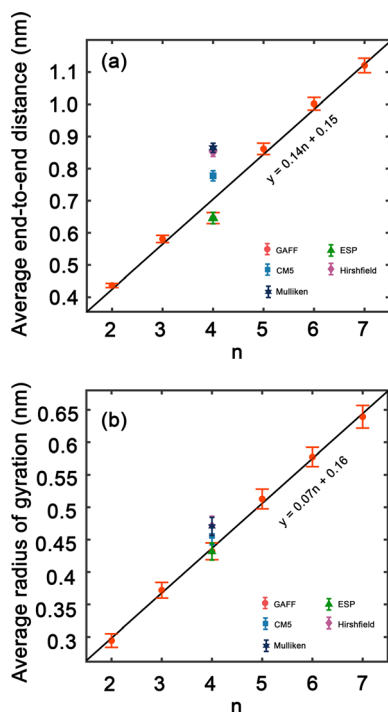 (a)
Average end-to-end distance (nm)
1.1
1.0
0.9
0.8
0.7
0.6
0.5
0.4
y = 0.14n + 0.15
GAFF
ESP
CM5
Hirshfield
Mulliken
2 3 4 5 6 7
n
(b)
Average radius of gyration (nm)
0.65
0.6
0.55
0.5
0.45
0.4
0.35
0.3
y = 0.07n + 0.16
GAFF
ESP
CM5
Hirshfield
Mulliken
2 3 4 5 6 7
n